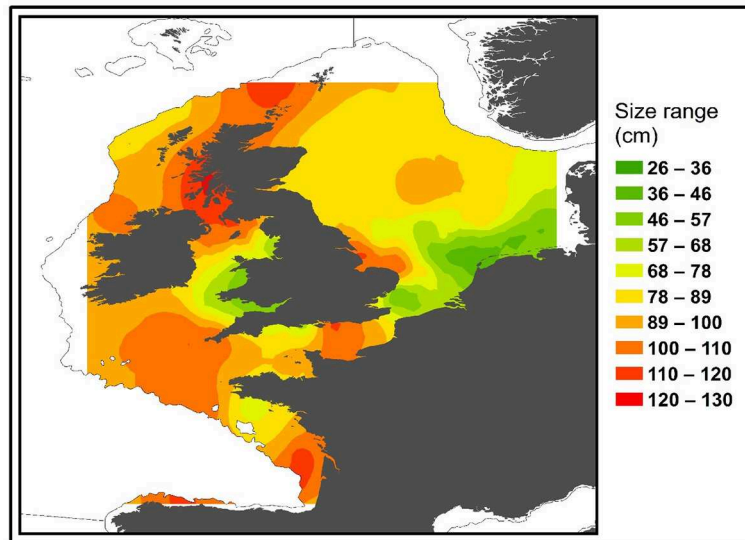 Size range
(cm)
26 – 36
36 – 46
46 – 57
57 – 68
68 – 78
78 – 89
89 – 100
100 – 110
110 – 120
120 – 130